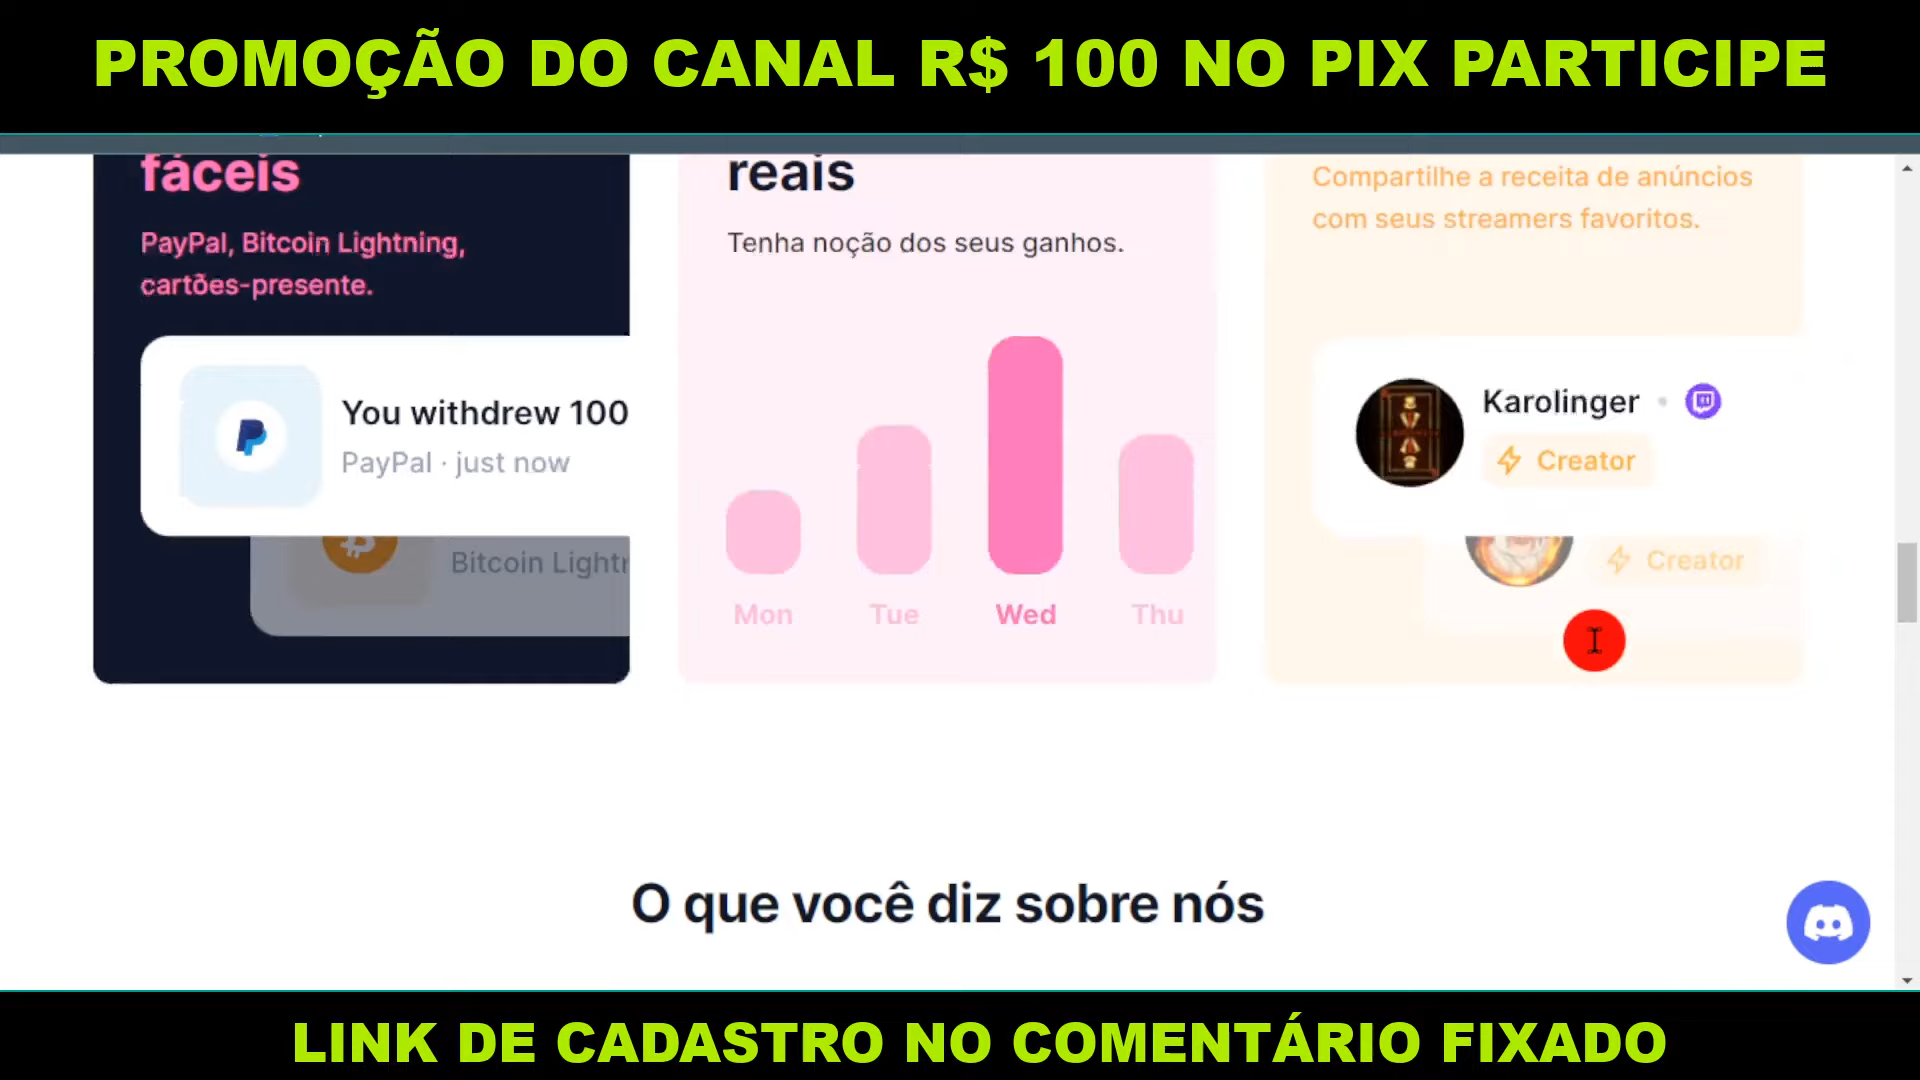 PROMOÇÃO DO CANAL R$ 100 NO PIX PARTICIPE
fáceis
PayPal, Bitcoin Lightning,
cartões-presente.
You withdrew 100
PayPal · just now
Bitcoin Lightn
reais
Tenha noção dos seus ganhos.
Mon Tue Wed Thu
Compartilhe a receita de anúncios
com seus streamers favoritos.
Karolinger
Creator
Creator
O que você diz sobre nós
LINK DE CADASTRO NO COMENTÁRIO FIXADO